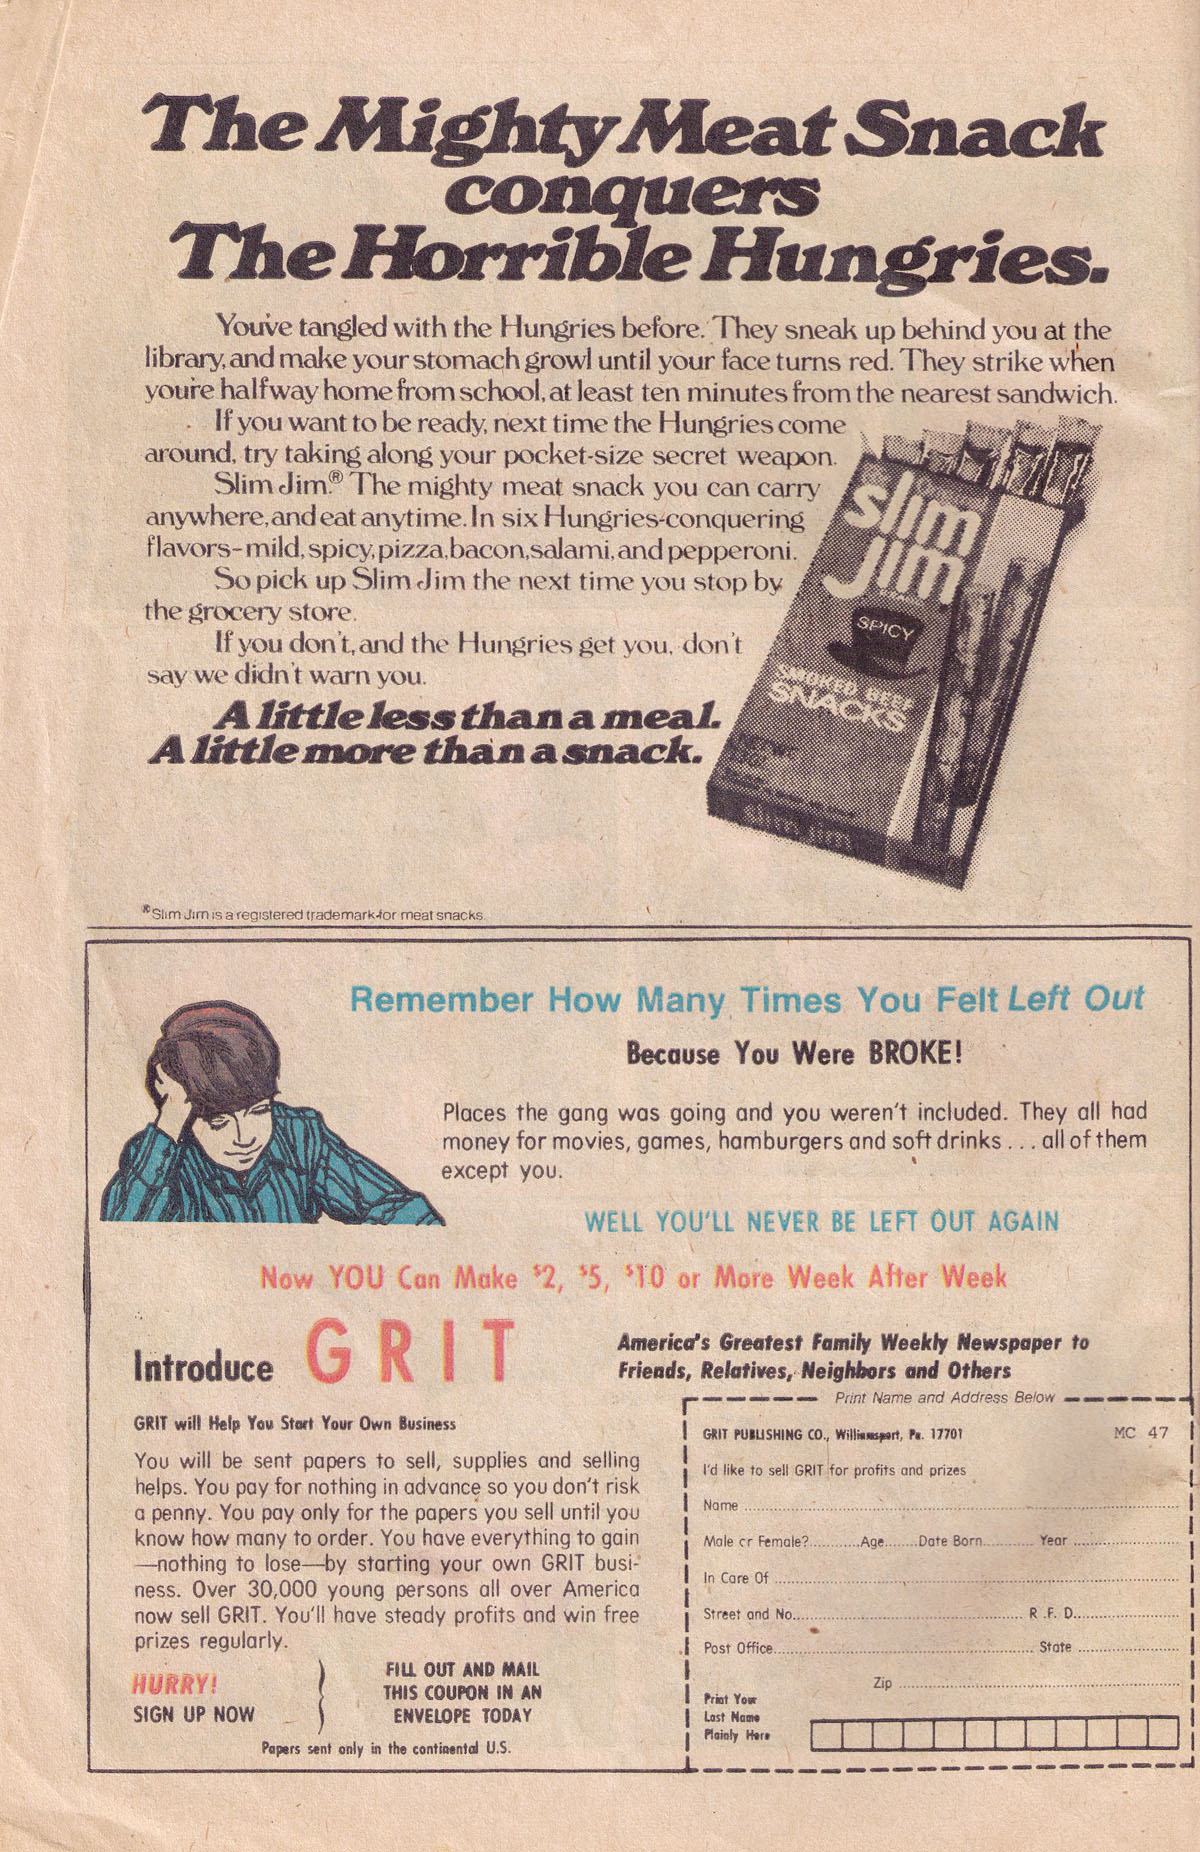 The Mighty Meat Snack
conquers
The Horrible Hungries.
You've tangled with the Hungries before. They sneak up behind you at the
library, and make your stomach growl until your face turns red. They strike when
you're halfway home from school, at least ten minutes from the nearest sandwich.
If you want to be ready, next time the Hungries come
around, try taking along your pocket-size secret weapon.
Slim Jim.® The mighty meat snack you can carry
anywhere, and eat anytime. In six Hungries-conquering
flavors-mild, spicy, pizza, bacon, salami, and pepperoni.
So pick up Slim Jim the next time you stop by
the grocery store.
If you don't, and the Hungries get you, don't
say we didn't warn you.
A little less than a meal.
A little more than a snack.
slim
Jim
SPICY
SMOKED BEEF
SNACKS
NET WT
slim jim
®Slim Jim is a registered trademark for meat snacks.
Remember How Many Times You Felt Left Out
Because You Were BROKE!
Places the gang was going and you weren't included. They all had
money for movies, games, hamburgers and soft drinks . . . all of them
except you.
WELL YOU'LL NEVER BE LEFT OUT AGAIN
Now YOU Can Make $2, $5, $10 or More Week After Week
Introduce GRIT
America's Greatest Family Weekly Newspaper to
Friends, Relatives, Neighbors and Others
GRIT will Help You Start Your Own Business
You will be sent papers to sell, supplies and selling
helps. You pay for nothing in advance so you don't risk
a penny. You pay only for the papers you sell until you
know how many to order. You have everything to gain
—nothing to lose—by starting your own GRIT busi-
ness. Over 30,000 young persons all over America
now sell GRIT. You'll have steady profits and win free
prizes regularly.
HURRY!
SIGN UP NOW
FILL OUT AND MAIL
THIS COUPON IN AN
ENVELOPE TODAY
Papers sent only in the continental U.S.
Print Name and Address Below
GRIT PUBLISHING CO., Williamsport, Pa. 17701 MC 47
I'd like to sell GRIT for profits and prizes
Name
Male or Female? Age Date Born Year
In Care Of
Street and No. R. F. D.
Post Office State
Zip
Print Your
Last Name
Plainly Here